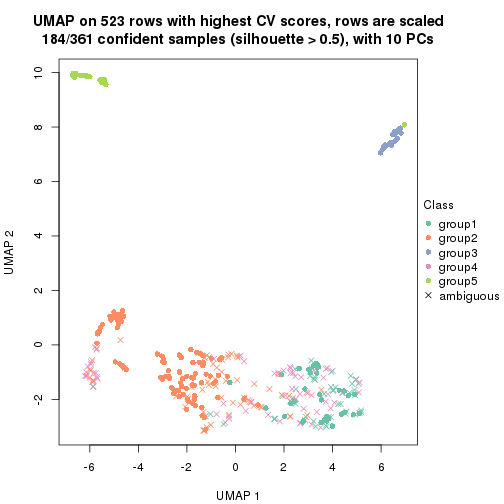 UMAP on 523 rows with highest CV scores, rows are scaled
184/361 confident samples (silhouette > 0.5), with 10 PCs
10
8
6
4
2
0
-2
UMAP 2
-6 -4 -2 0 2 4 6
UMAP 1
Class
group1
group2
group3
group4
group5
ambiguous